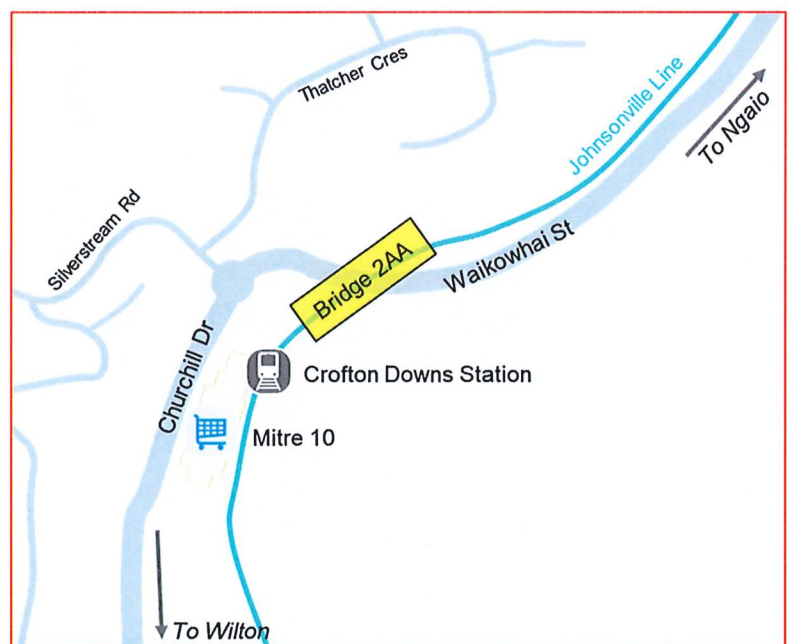 Thatcher Cres
Johnsonville Line
To Ngaio
Silverstream Rd
Bridge 2AA
Waikowhai St
Churchill Dr
Crofton Downs Station
Mitre 10
To Wilton